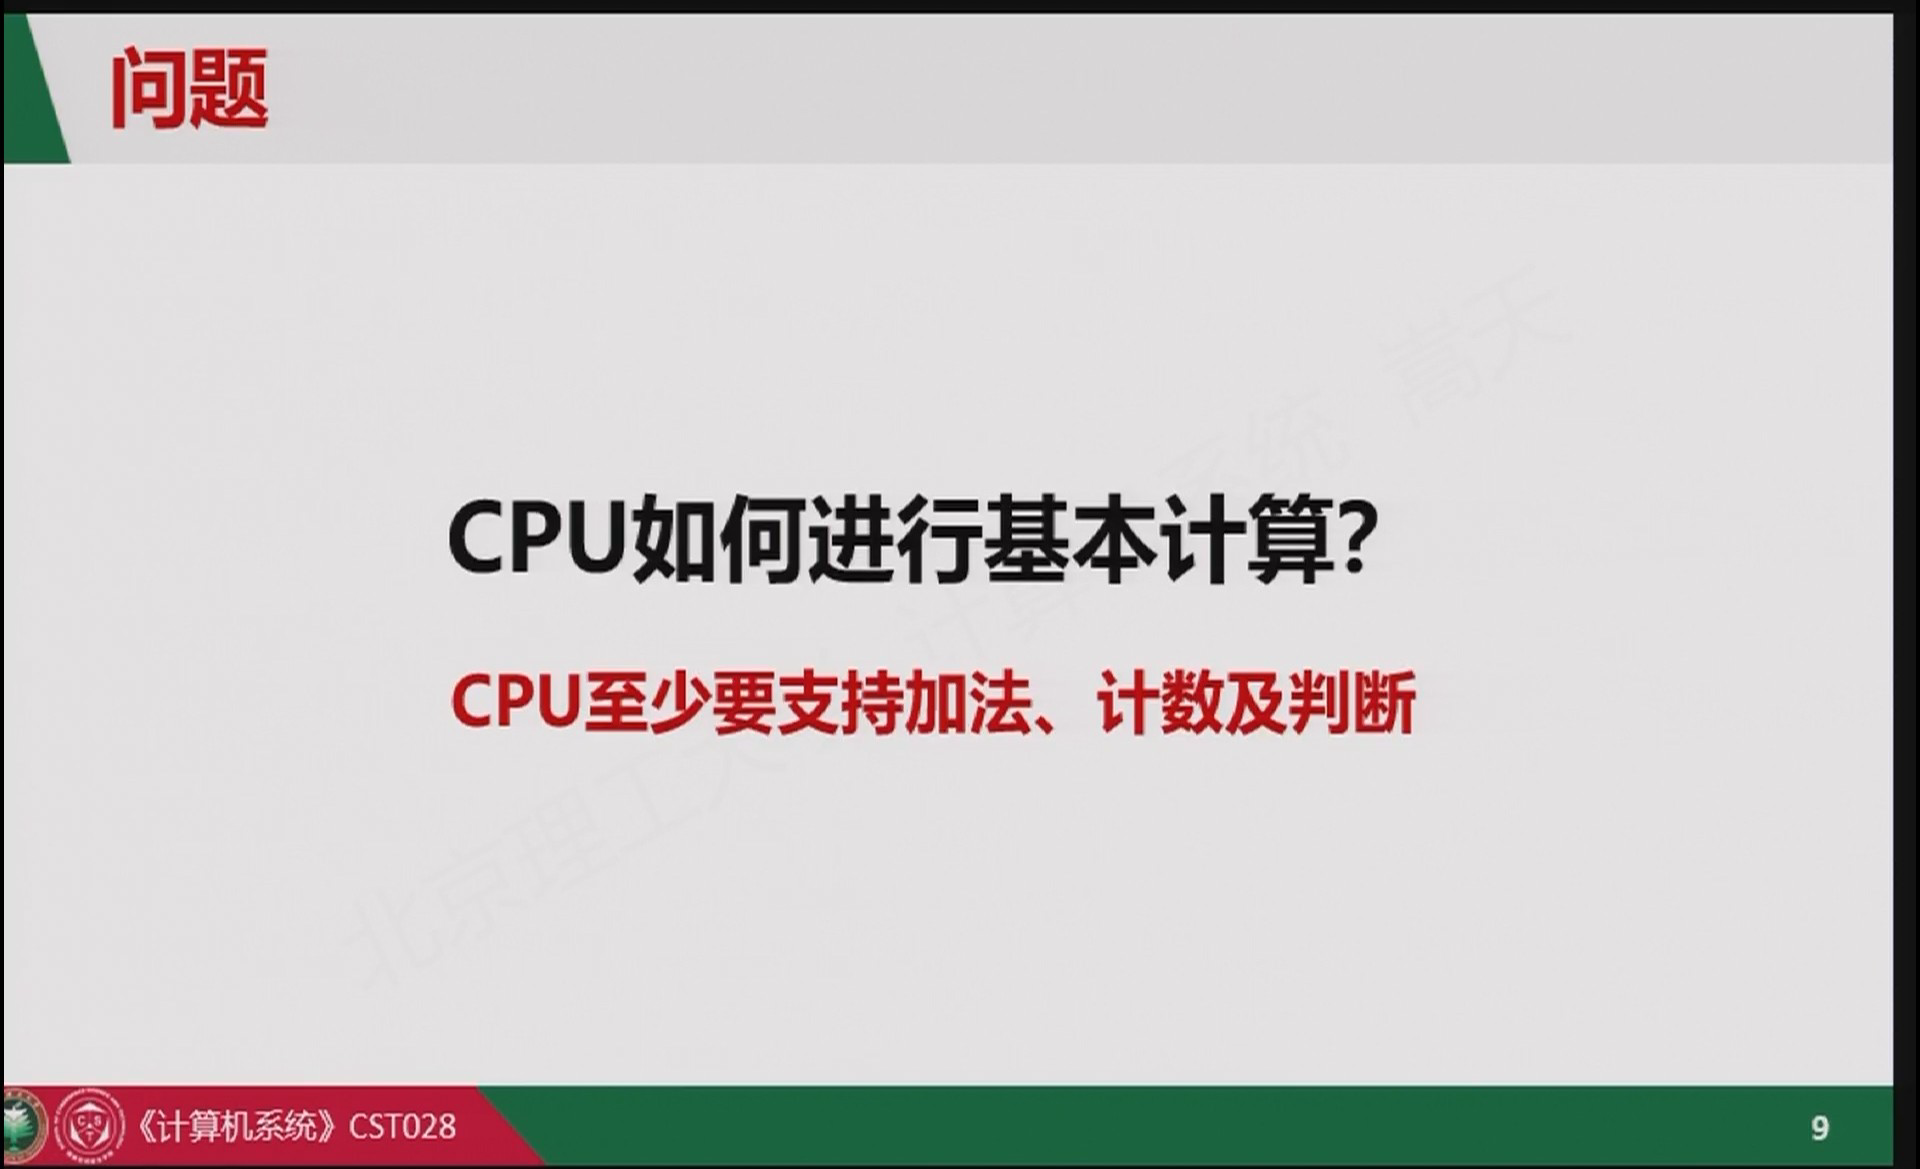 问题
CPU如何进行基本计算?
CPU至少要支持加法、计数及判断
北京理工大学 计算机系统 嵩天
《计算机系统》CST028
9